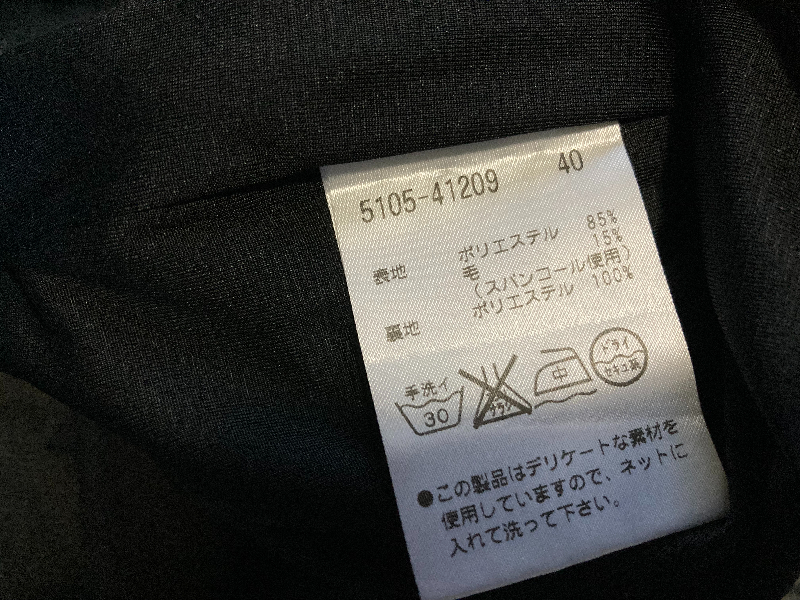 5105-41209 40
表地 ポリエステル 85%
毛 15%
(スパンコール使用)
裏地 ポリエステル 100%
手洗イ 30
中
ドライ
セキユ系
●この製品はデリケートな素材を
使用していますので、ネットに
入れて洗って下さい。